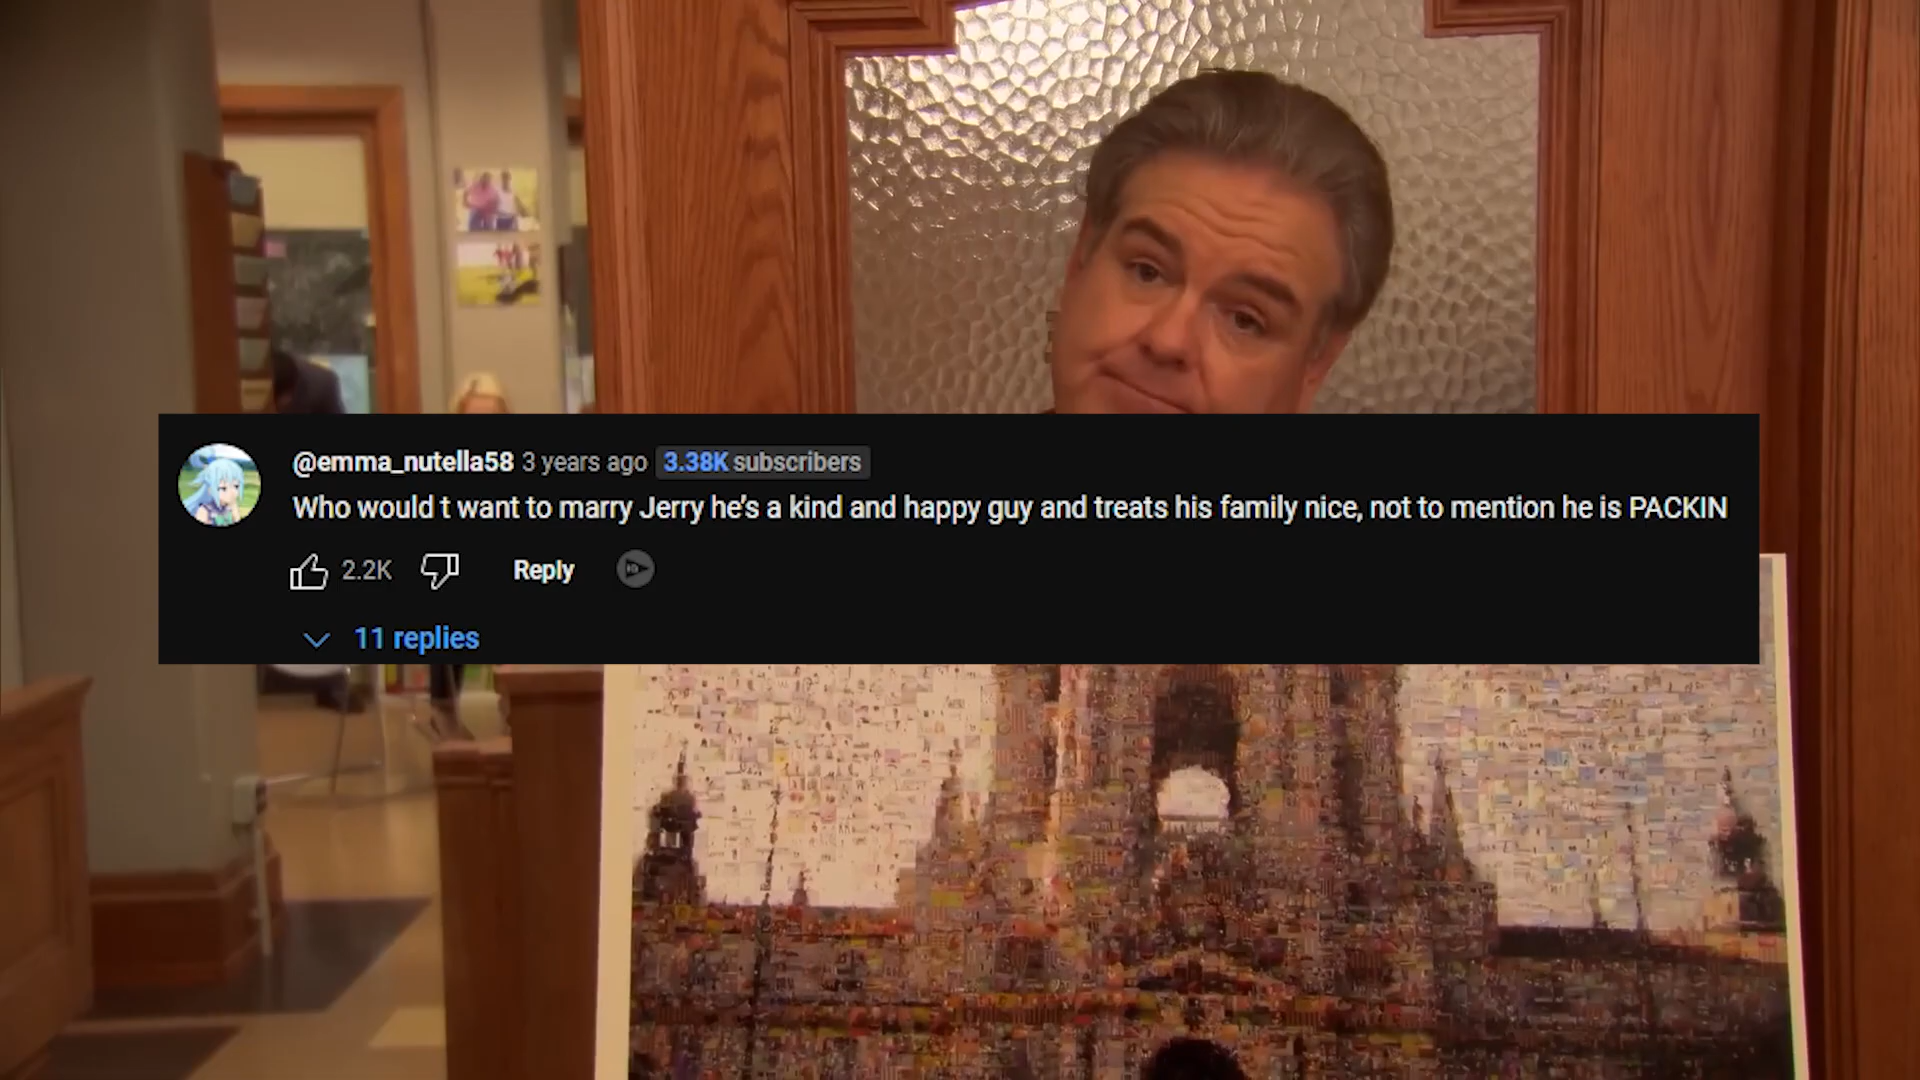 @emma_nutella58 3 years ago 3.38K subscribers
Who would t want to marry Jerry he’s a kind and happy guy and treats his family nice, not to mention he is PACKIN
2.2K Reply
11 replies